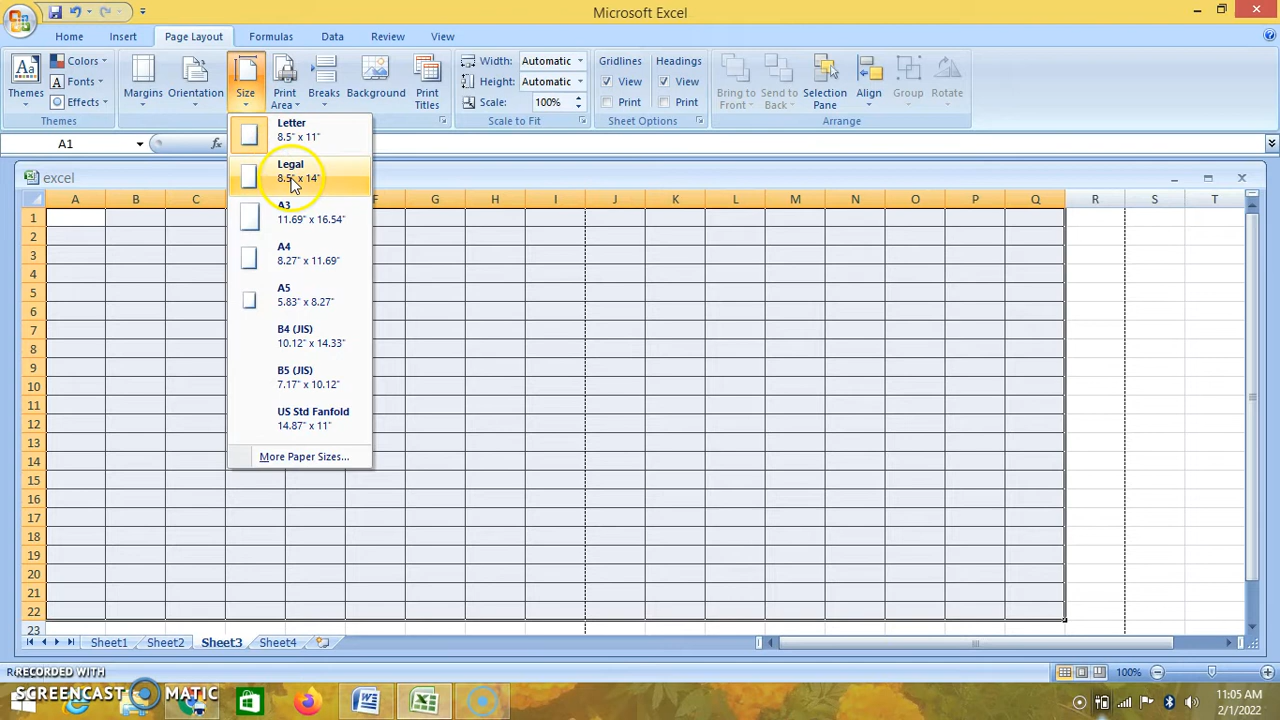 Microsoft Excel
Home Insert Page Layout Formulas Data Review View
Themes
Colors
Fonts
Effects
Margins Orientation Size Print Area Breaks Background Print Titles
Width: Automatic
Height: Automatic
Scale: 100%
Gridlines Headings
View View
Print Print
Bring to Front Send to Back Selection Pane Align Group Rotate
Themes Scale to Fit Sheet Options Arrange
A1 fx
Letter
8.5" x 11"
Legal
8.5" x 14"
A3
11.69" x 16.54"
A4
8.27" x 11.69"
A5
5.83" x 8.27"
B4 (JIS)
10.12" x 14.33"
B5 (JIS)
7.17" x 10.12"
US Std Fanfold
14.87" x 11"
More Paper Sizes...
excel
A B C F G H I J K L M N O P Q R S T
1
2
3
4
5
6
7
8
9
10
11
12
13
14
15
16
17
18
19
20
21
22
23
Sheet1 Sheet2 Sheet3 Sheet4
100%
RECORDED WITH
SCREENCAST MATIC
11:05 AM
2/1/2022